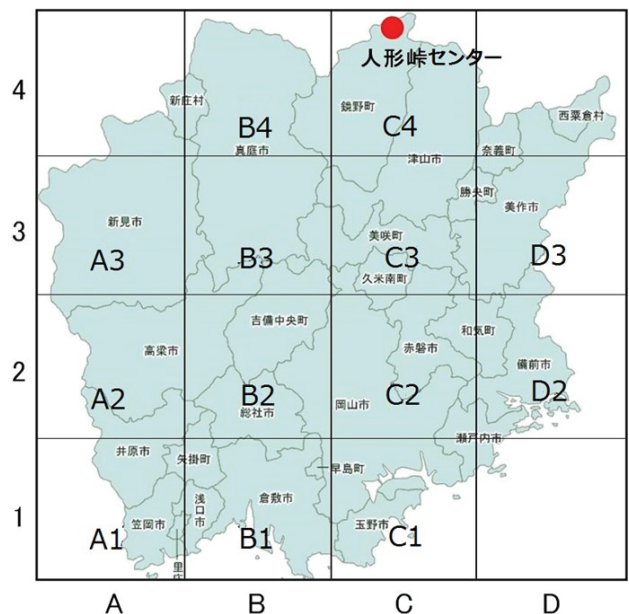 人形峠センター
4
新庄村
鏡野町
西粟倉村
B4
C4
真庭市
津山市
奈義町
勝央町
美作市
新見市
3
美咲町
A3
B3
C3
D3
久米南町
吉備中央町
和気町
高梁市
赤磐市
備前市
2
A2
B2
C2
D2
総社市
岡山市
瀬戸内市
井原市
矢掛町
早島町
浅口市
倉敷市
1
笠岡市
玉野市
A1
B1
C1
A
B
C
D